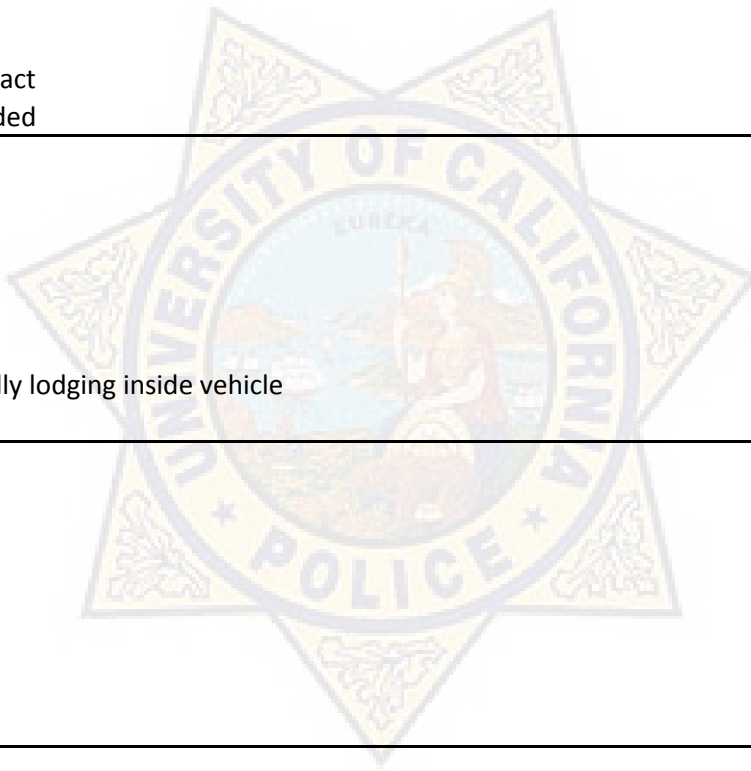 act
ded
UNIVERSITY OF CALIFORNIA
EUREKA
lly lodging inside vehicle
POLICE